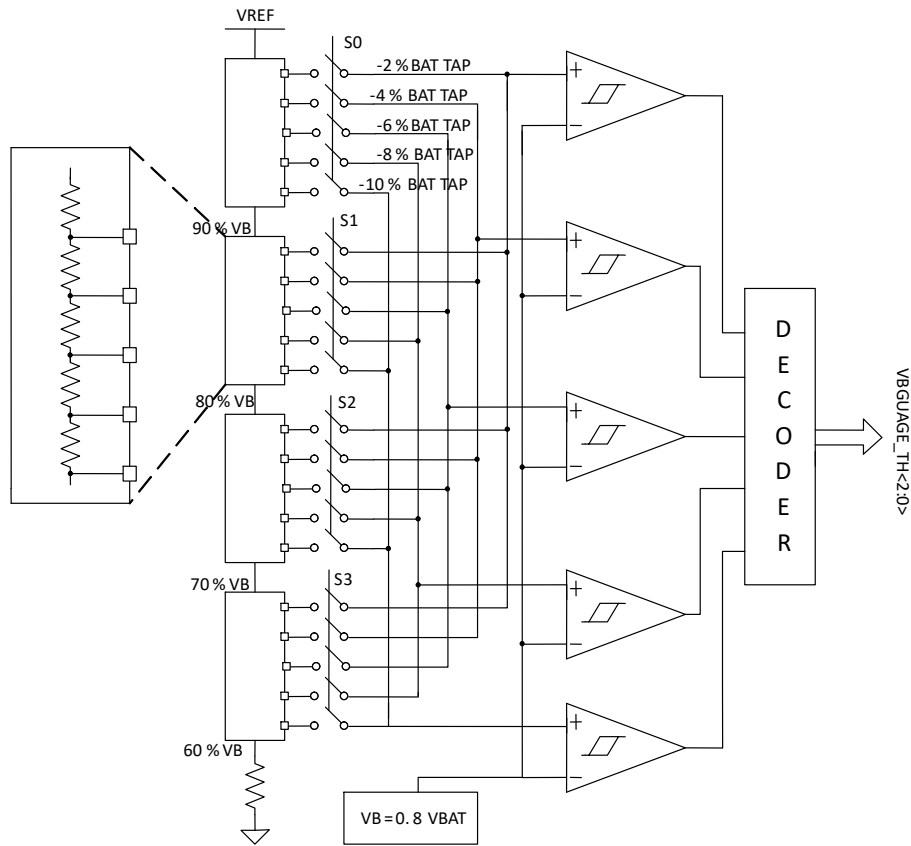 VREF
S0
-2 % BAT TAP
+
-4 % BAT TAP
-6 % BAT TAP
−
-8 % BAT TAP
-10 % BAT TAP
90 % VB
S1
+
−
D
E
C
O
D
E
R
80 % VB
S2
+
−
VBGUAGE_TH<2:0>
70 % VB
S3
+
−
60 % VB
+
−
VB = 0.8 VBAT